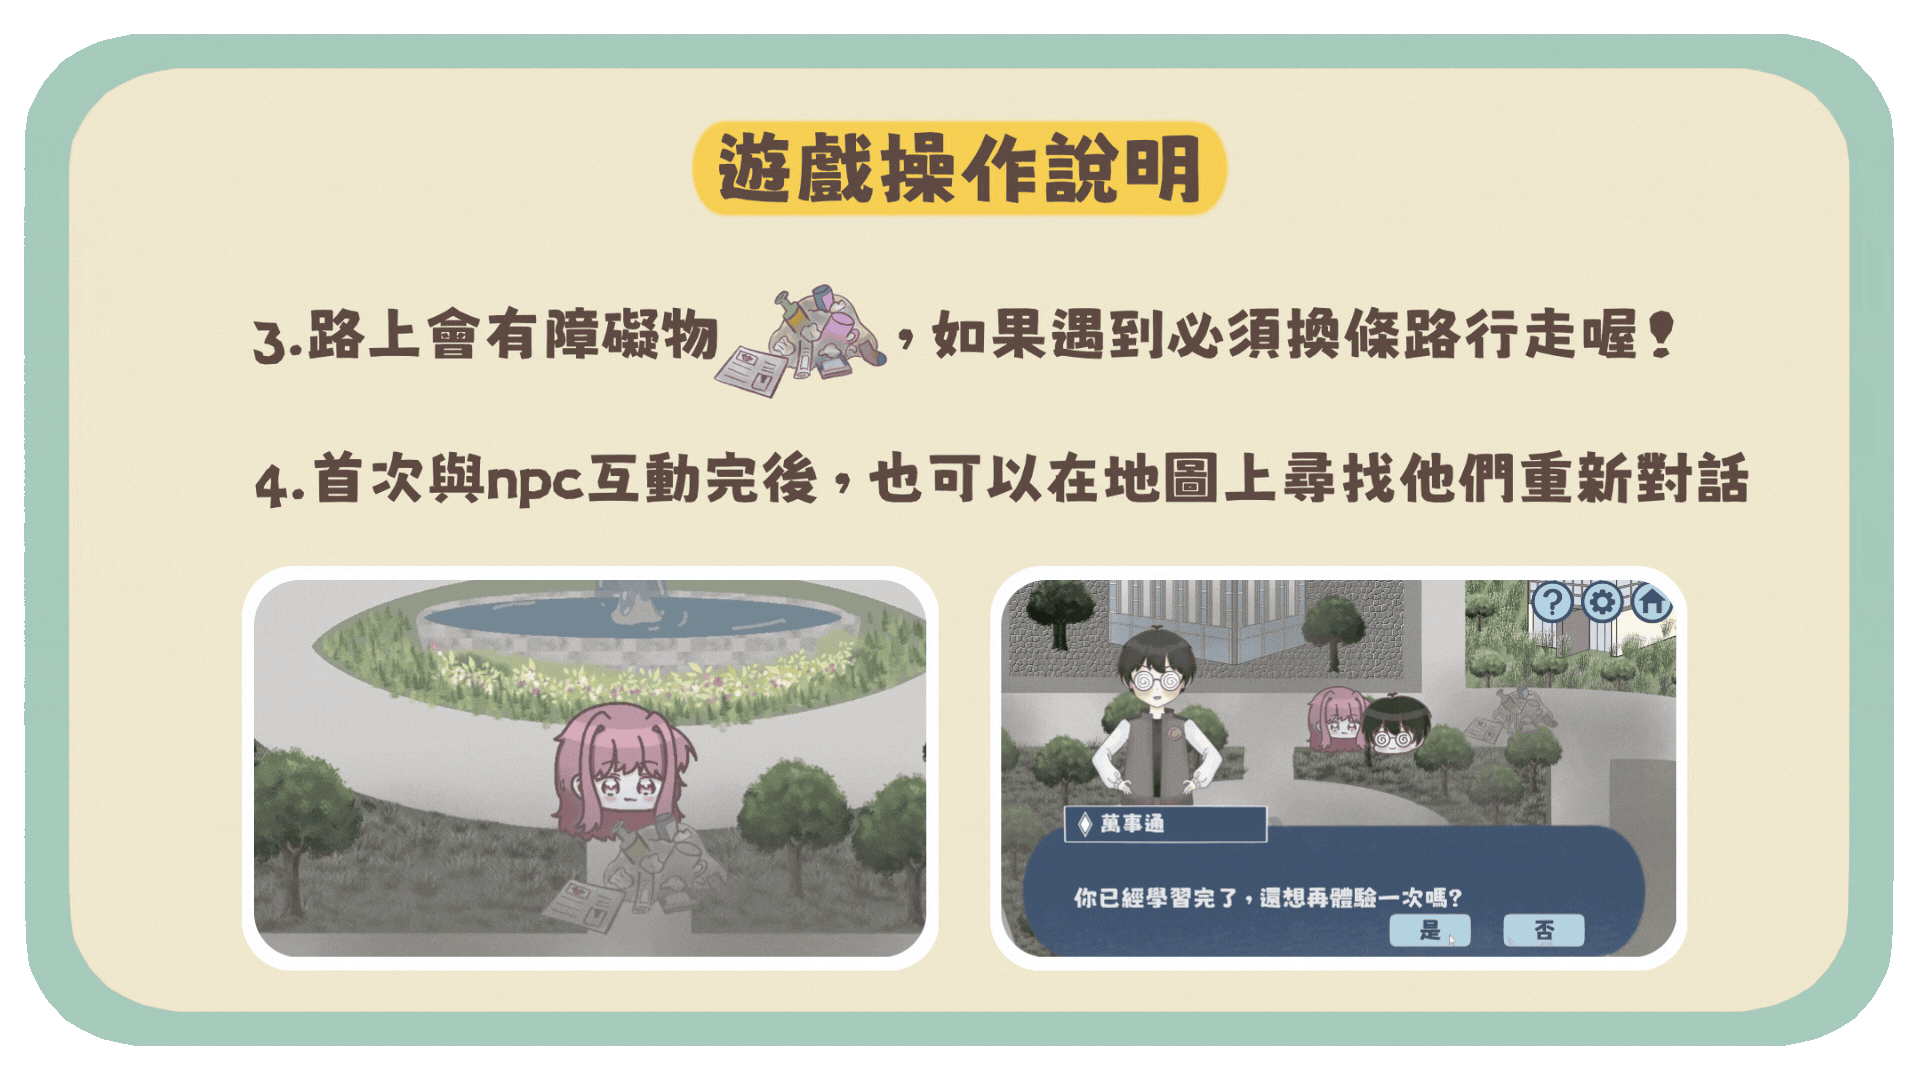 遊戲操作說明
3.路上會有障礙物，如果遇到必須換條路行走喔！
4.首次與npc互動完後，也可以在地圖上尋找他們重新對話
?
萬事通
你已經學習完了，還想再體驗一次嗎?
是 否